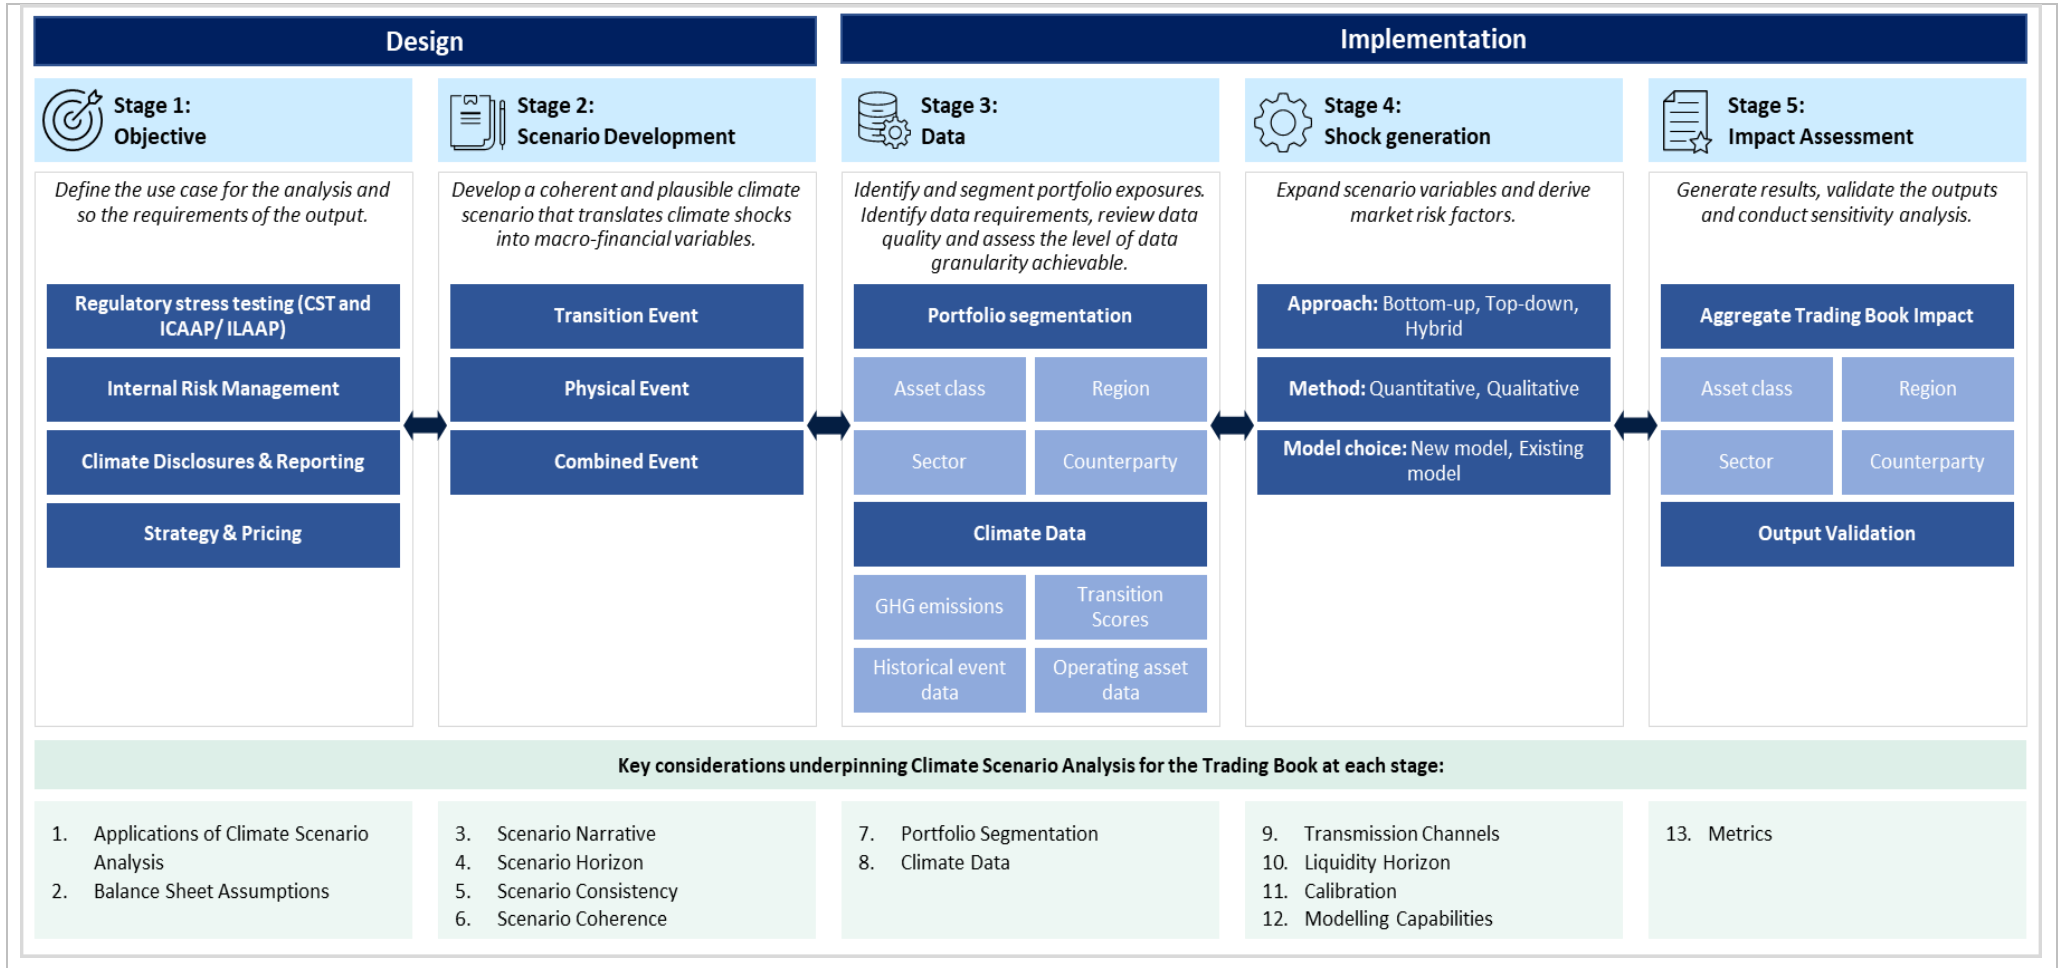 Design
Implementation
Stage 1:
Objective
Stage 2:
Scenario Development
Stage 3:
Data
Stage 4:
Shock generation
Stage 5:
Impact Assessment
Define the use case for the analysis and
so the requirements of the output.
Regulatory stress testing (CST and
ICAAP/ ILAAP)
Internal Risk Management
Climate Disclosures & Reporting
Strategy & Pricing
Develop a coherent and plausible climate
scenario that translates climate shocks
into macro-financial variables.
Transition Event
Physical Event
Combined Event
Identify and segment portfolio exposures.
Identify data requirements, review data
quality and assess the level of data
granularity achievable.
Portfolio segmentation
Asset class
Region
Sector
Counterparty
Climate Data
GHG emissions
Transition
Scores
Historical event
data
Operating asset
data
Expand scenario variables and derive
market risk factors.
Approach: Bottom-up, Top-down,
Hybrid
Method: Quantitative, Qualitative
Model choice: New model, Existing
model
Generate results, validate the outputs
and conduct sensitivity analysis.
Aggregate Trading Book Impact
Asset class
Region
Sector
Counterparty
Output Validation
Key considerations underpinning Climate Scenario Analysis for the Trading Book at each stage:
1. Applications of Climate Scenario
Analysis
2. Balance Sheet Assumptions
3. Scenario Narrative
4. Scenario Horizon
5. Scenario Consistency
6. Scenario Coherence
7. Portfolio Segmentation
8. Climate Data
9. Transmission Channels
10. Liquidity Horizon
11. Calibration
12. Modelling Capabilities
13. Metrics